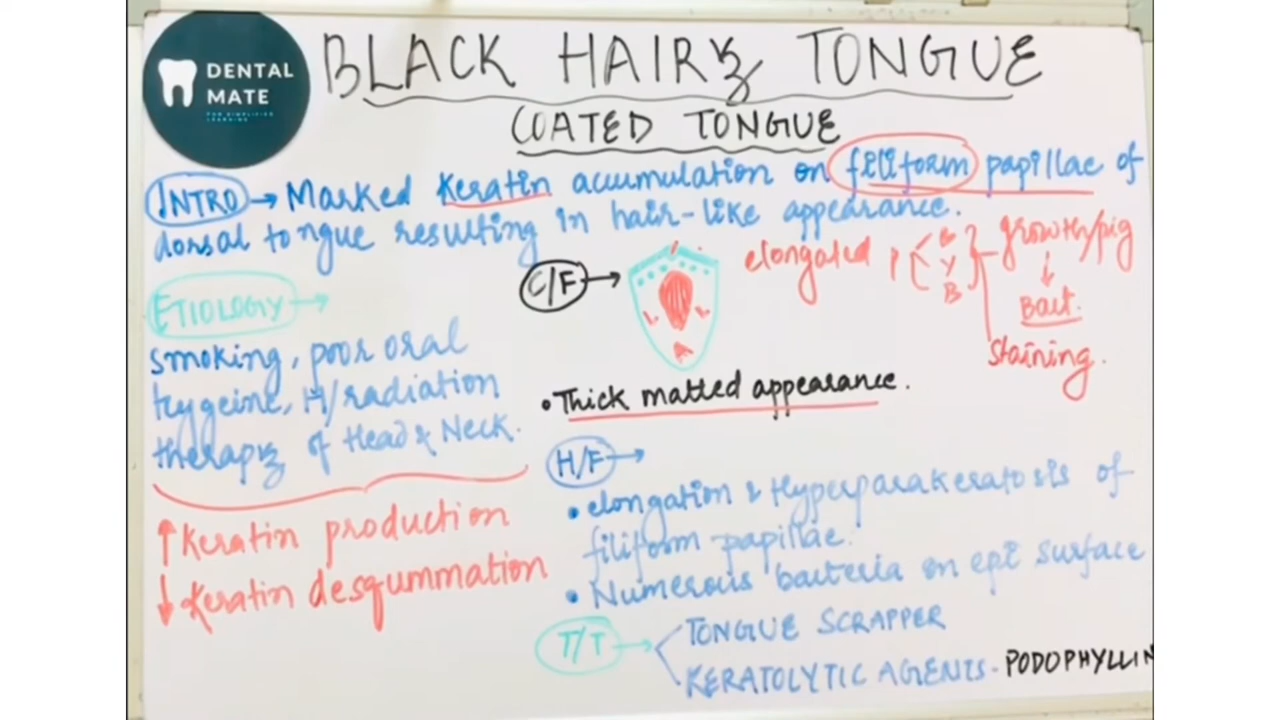 DENTAL
MATE
FOR SIMPLIFIED
LEARNING
BLACK HAIRY TONGUE
COATED TONGUE
INTRO → Marked Keratin accumulation on filiform papillae of
dorsal tongue resulting in hair-like appearance.
ETIOLOGY →
smoking, poor oral
hygeine, H/radiation
therapy of Head & Neck.
↑ Keratin production
↓ Keratin desqummation
C/F →
elongated P
B
Y
B
growth/pig
↓
Bact.
Staining.
• Thick matted appearance.
H/F →
• elongation & Hyperparakeratosis of
filiform papillae.
• Numerous bacteria on epi surface
T/T → TONGUE SCRAPPER
KERATOLYTIC AGENTS - PODOPHYLLIN